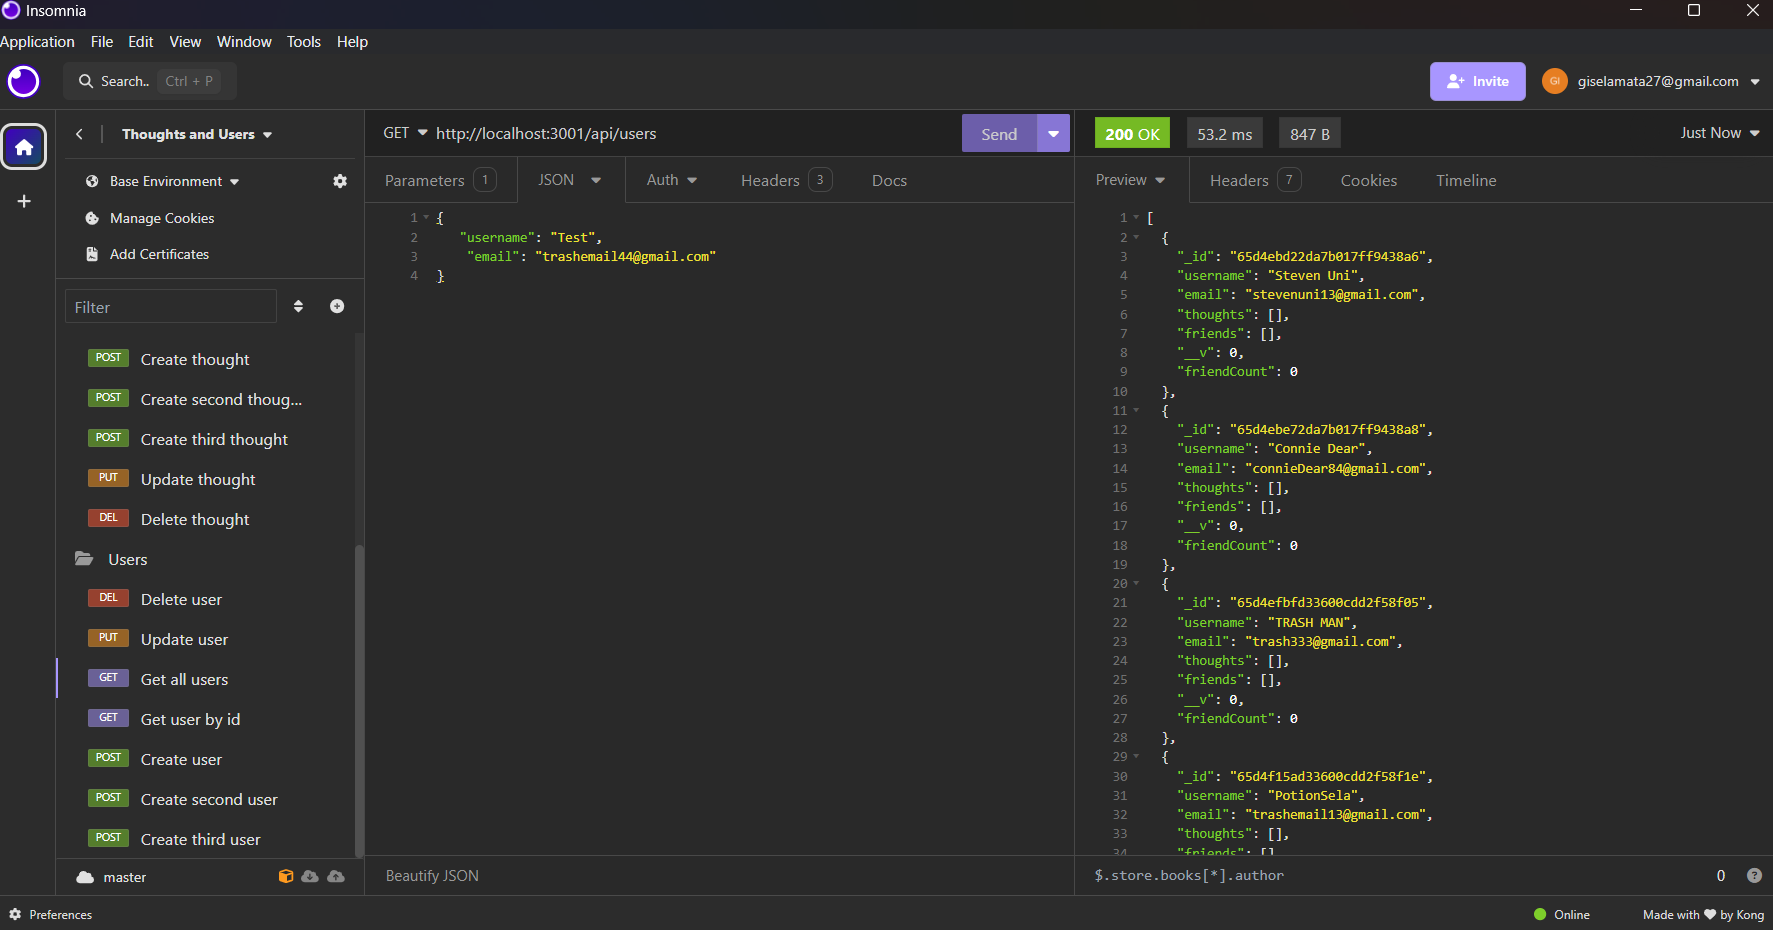 Insomnia
Application File Edit View Window Tools Help
Search.. Ctrl + P
Invite
GI
giselamata27@gmail.com
Thoughts and Users
Base Environment
Manage Cookies
Add Certificates
Filter
POST Create thought
POST Create second thoug...
POST Create third thought
PUT Update thought
DEL Delete thought
Users
DEL Delete user
PUT Update user
GET Get all users
GET Get user by id
POST Create user
POST Create second user
POST Create third user
master
GET http://localhost:3001/api/users
Send
Parameters 1 JSON Auth Headers 3 Docs
1 {
2 "username": "Test",
3 "email": "trashemail44@gmail.com"
4 }
Beautify JSON
200 OK 53.2 ms 847 B Just Now
Preview Headers 7 Cookies Timeline
1 [
2 {
3 "_id": "65d4ebd22da7b017ff9438a6",
4 "username": "Steven Uni",
5 "email": "stevenuni13@gmail.com",
6 "thoughts": [],
7 "friends": [],
8 "__v": 0,
9 "friendCount": 0
10 },
11 {
12 "_id": "65d4ebe72da7b017ff9438a8",
13 "username": "Connie Dear",
14 "email": "connieDear84@gmail.com",
15 "thoughts": [],
16 "friends": [],
17 "__v": 0,
18 "friendCount": 0
19 },
20 {
21 "_id": "65d4efbfd33600cdd2f58f05",
22 "username": "TRASH MAN",
23 "email": "trash333@gmail.com",
24 "thoughts": [],
25 "friends": [],
26 "__v": 0,
27 "friendCount": 0
28 },
29 {
30 "_id": "65d4f15ad33600cdd2f58f1e",
31 "username": "PotionSela",
32 "email": "trashemail13@gmail.com",
33 "thoughts": [],
34 "friends": []
$.store.books[*].author 0 ?
Preferences
Online
Made with ♥ by Kong